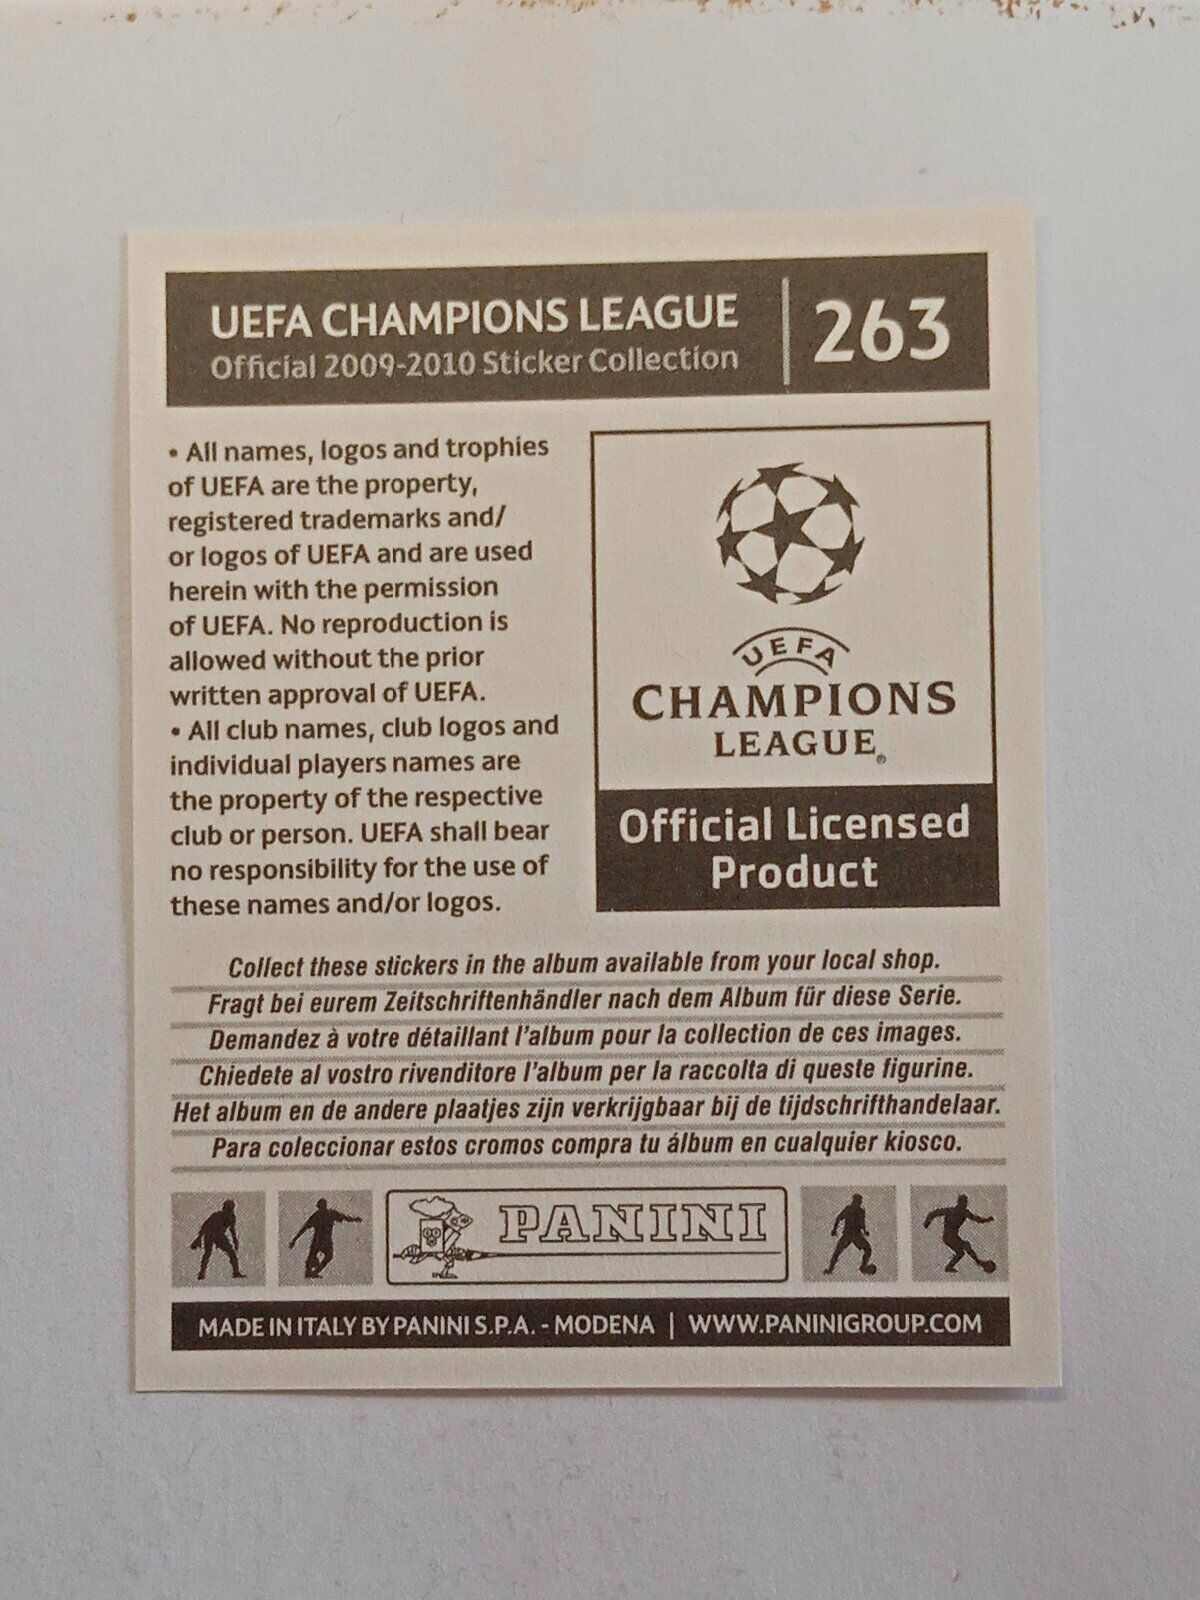 UEFA CHAMPIONS LEAGUE
Official 2009-2010 Sticker Collection
263
• All names, logos and trophies
of UEFA are the property,
registered trademarks and/
or logos of UEFA and are used
herein with the permission
of UEFA. No reproduction is
allowed without the prior
written approval of UEFA.
• All club names, club logos and
individual players names are
the property of the respective
club or person. UEFA shall bear
no responsibility for the use of
these names and/or logos.
UEFA
CHAMPIONS
LEAGUE®
Official Licensed
Product
Collect these stickers in the album available from your local shop.
Fragt bei eurem Zeitschriftenhändler nach dem Album für diese Serie.
Demandez à votre détaillant l'album pour la collection de ces images.
Chiedete al vostro rivenditore l'album per la raccolta di queste figurine.
Het album en de andere plaatjes zijn verkrijgbaar bij de tijdschrifthandelaar.
Para coleccionar estos cromos compra tu álbum en cualquier kiosco.
PANINI
MADE IN ITALY BY PANINI S.P.A. - MODENA | WWW.PANINIGROUP.COM